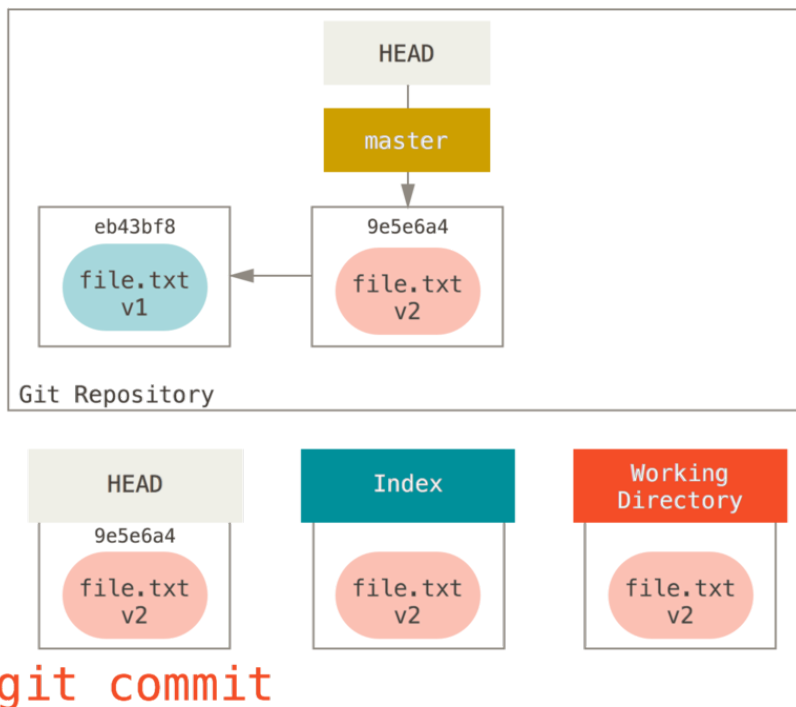 HEAD
master
eb43bf8
file.txt
v1
9e5e6a4
file.txt
v2
Git Repository
HEAD
9e5e6a4
file.txt
v2
Index
file.txt
v2
Working
Directory
file.txt
v2
git commit